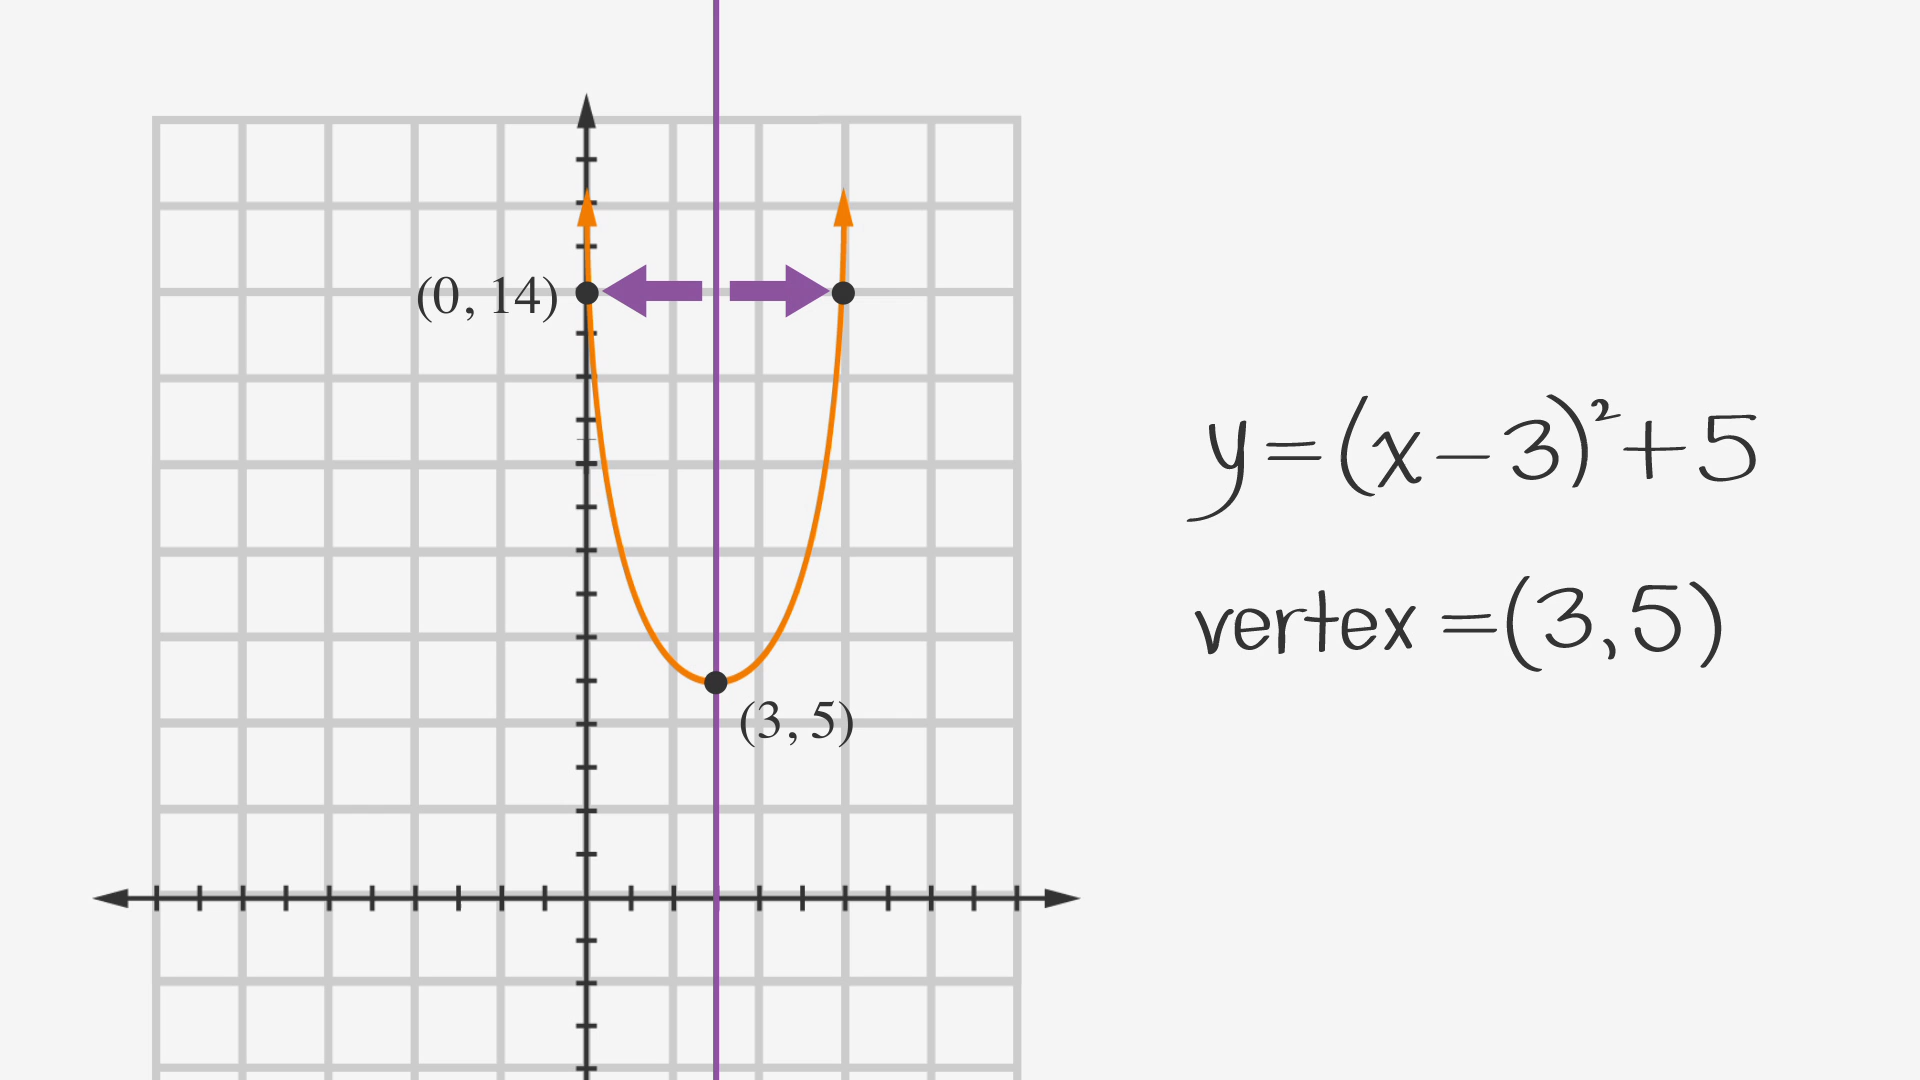 (0, 14)
(3, 5)
y=(x-3)²+5
vertex =(3,5)